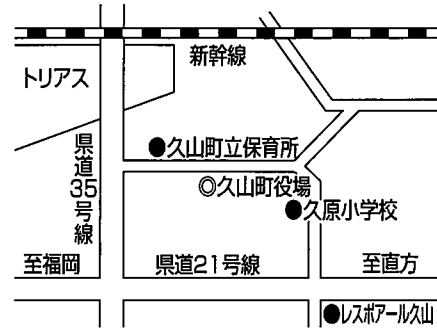 新幹線
トリアス
●久山町立保育所
県道35号線
◎久山町役場
●久原小学校
至福岡
県道21号線
至直方
●レスポアール久山